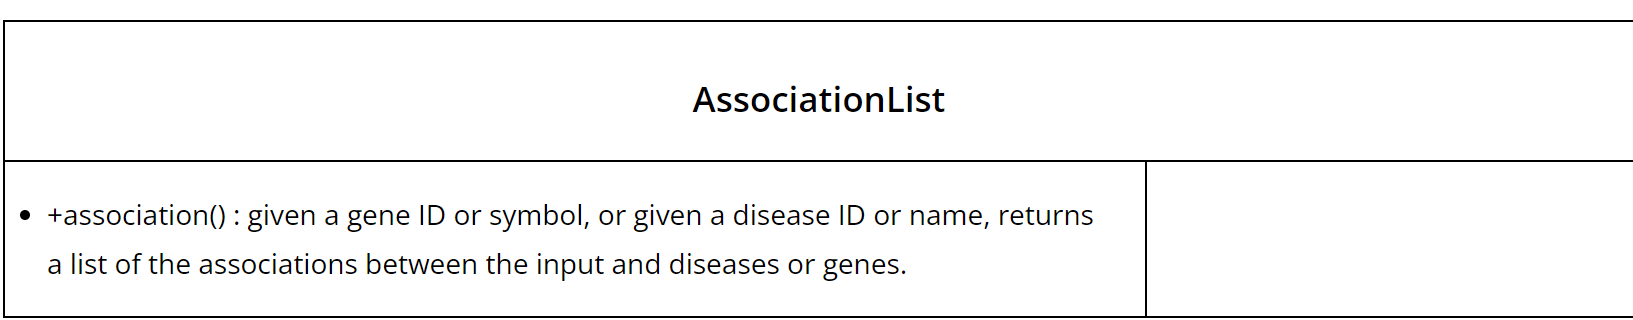 AssociationList
• +association() : given a gene ID or symbol, or given a disease ID or name, returns
a list of the associations between the input and diseases or genes.